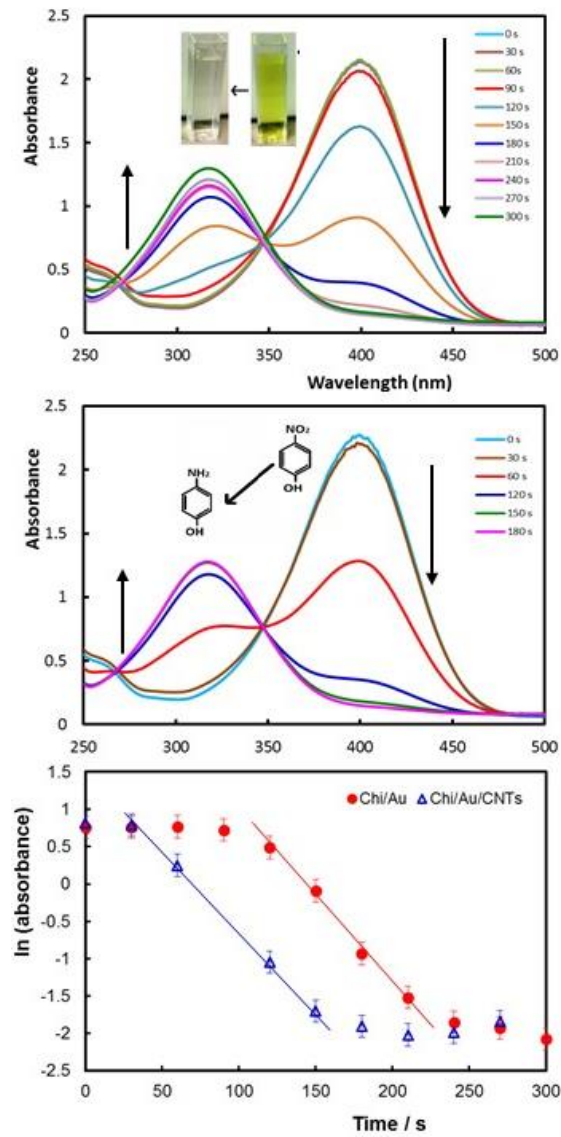 2.5
2
1.5
1
0.5
0
Absorbance
0 s
30 s
60s
90 s
120 s
150 s
180 s
210 s
240 s
270 s
300 s
250 300 350 400 450 500
Wavelength (nm)
2.5
2
1.5
1
0.5
0
Absorbance
NH₂
OH
NO₂
OH
0 s
30 s
60 s
120 s
150 s
180 s
250 300 350 400 450 500
1.5
1
0.5
0
-0.5
-1
-1.5
-2
-2.5
ln (absorbance)
Chi/Au Chi/Au/CNTs
0 50 100 150 200 250 300
Time / s